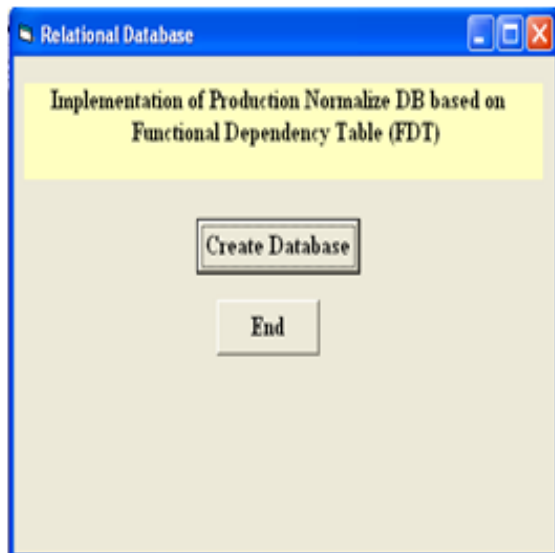 Relational Database
Implementation of Production Normalize DB based on
Functional Dependency Table (FDT)
Create Database
End